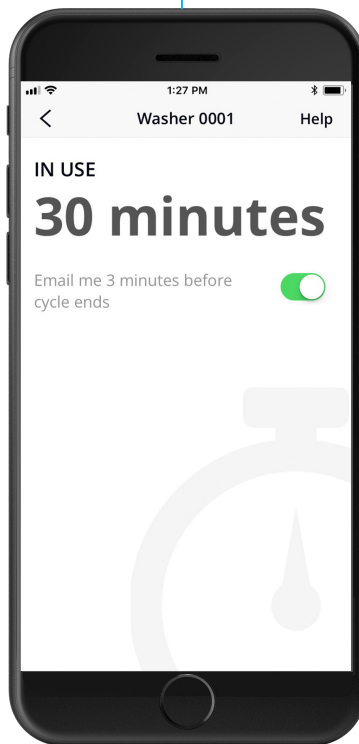 1:27 PM
Washer 0001 Help
IN USE
30 minutes
Email me 3 minutes before
cycle ends